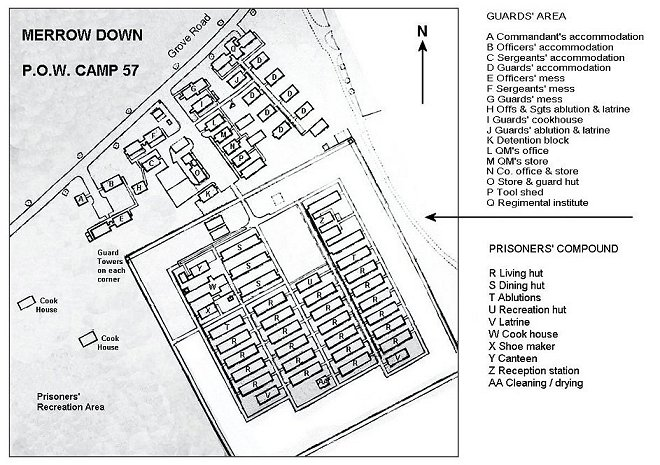 MERROW DOWN
P.O.W. CAMP 57
Grove Road
N
Guard
Towers
on each
corner
Cook
House
Cook
House
Prisoners'
Recreation Area
GUARDS' AREA
A Commandant's accommodation
B Officers' accommodation
C Sergeants' accommodation
D Guards' accommodation
E Officers' mess
F Sergeants' mess
G Guards' mess
H Offs & Sgts ablution & latrine
I Guards' cookhouse
J Guards' ablution & latrine
K Detention block
L QM's office
M QM's store
N Co. office & store
O Store & guard hut
P Tool shed
Q Regimental institute
PRISONERS' COMPOUND
R Living hut
S Dining hut
T Ablutions
U Recreation hut
V Latrine
W Cook house
X Shoe maker
Y Canteen
Z Reception station
AA Cleaning / drying